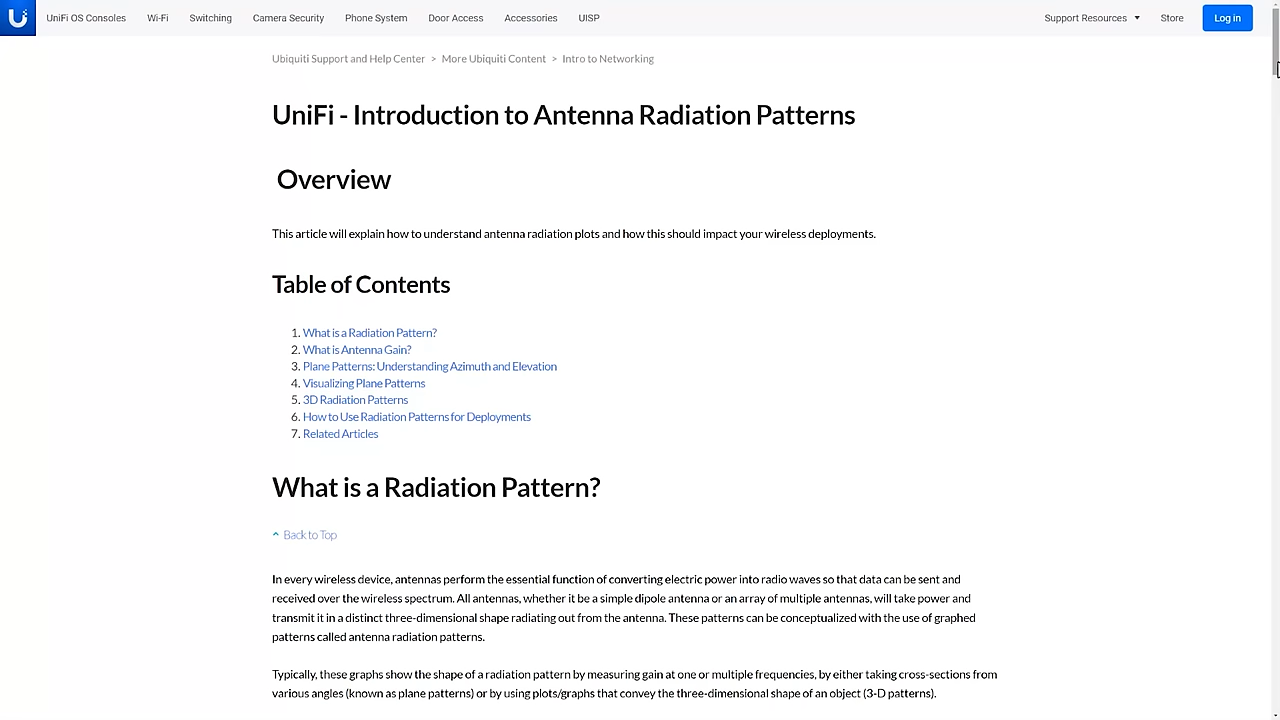 UniFi OS Consoles Wi-Fi Switching Camera Security Phone System Door Access Accessories UISP Support Resources Store Log in
Ubiquiti Support and Help Center > More Ubiquiti Content > Intro to Networking
UniFi - Introduction to Antenna Radiation Patterns
Overview
This article will explain how to understand antenna radiation plots and how this should impact your wireless deployments.
Table of Contents
1. What is a Radiation Pattern?
2. What is Antenna Gain?
3. Plane Patterns: Understanding Azimuth and Elevation
4. Visualizing Plane Patterns
5. 3D Radiation Patterns
6. How to Use Radiation Patterns for Deployments
7. Related Articles
What is a Radiation Pattern?
Back to Top
In every wireless device, antennas perform the essential function of converting electric power into radio waves so that data can be sent and
received over the wireless spectrum. All antennas, whether it be a simple dipole antenna or an array of multiple antennas, will take power and
transmit it in a distinct three-dimensional shape radiating out from the antenna. These patterns can be conceptualized with the use of graphed
patterns called antenna radiation patterns.
Typically, these graphs show the shape of a radiation pattern by measuring gain at one or multiple frequencies, by either taking cross-sections from
various angles (known as plane patterns) or by using plots/graphs that convey the three-dimensional shape of an object (3-D patterns).